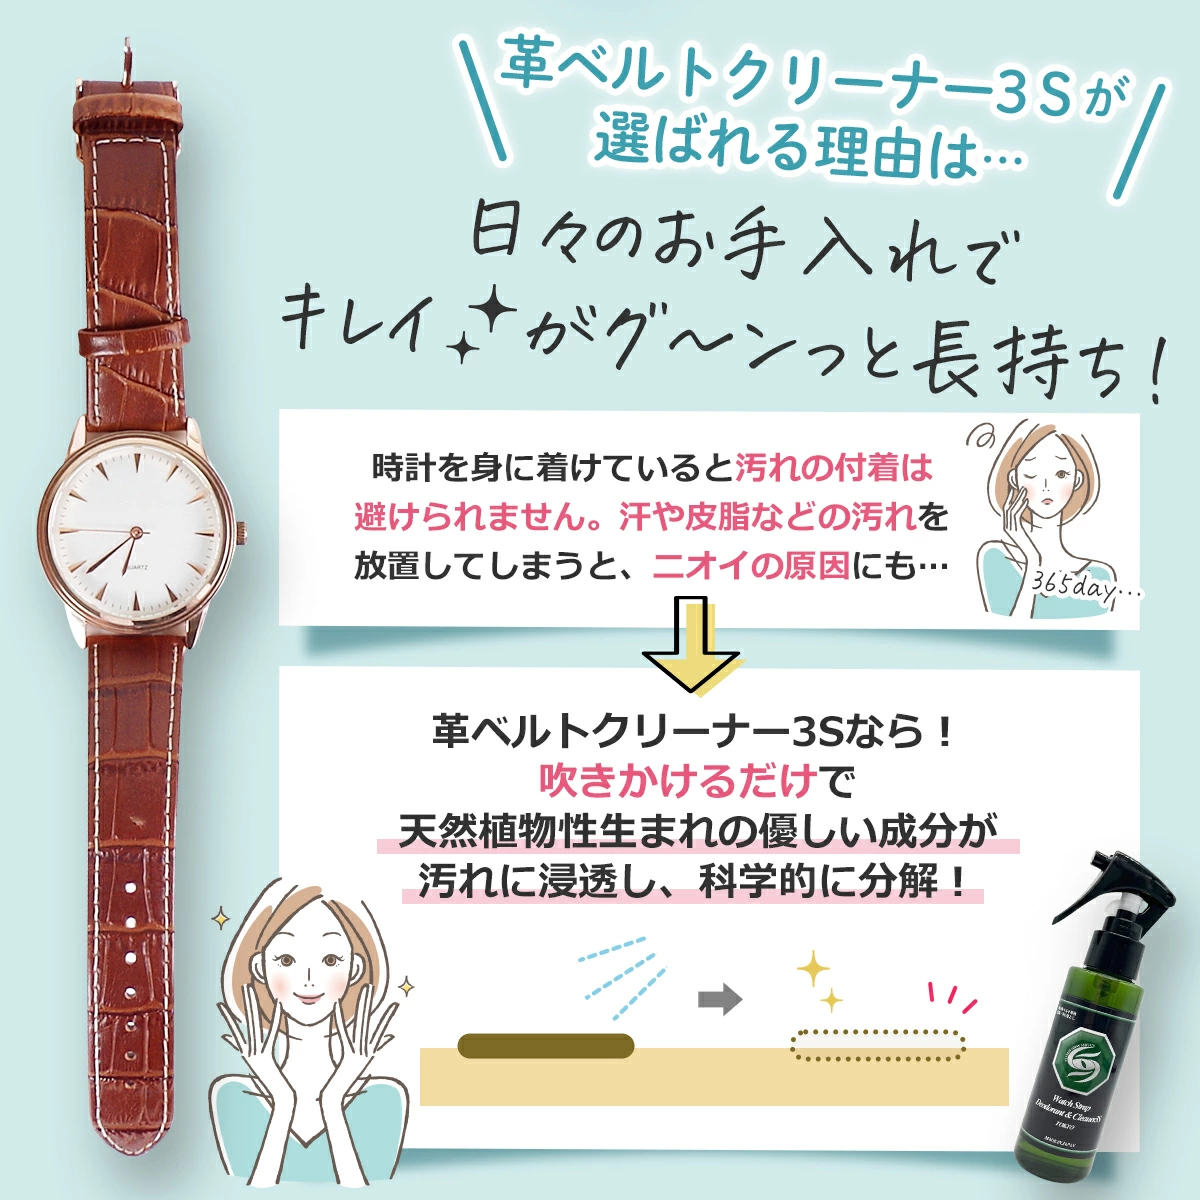 革ベルトクリーナー3Sが
選ばれる理由は…
日々のお手入れで
キレイがグ〜ンっと長持ち！
時計を身に着けていると汚れの付着は
避けられません。汗や皮脂などの汚れを
放置してしまうと、ニオイの原因にも…
365day…
革ベルトクリーナー3Sなら！
吹きかけるだけで
天然植物性生まれの優しい成分が
汚れに浸透し、科学的に分解！
QUARTZ
Watch Strap
Deodorant & Cleaner3S
TOKYO
MADE IN JAPAN